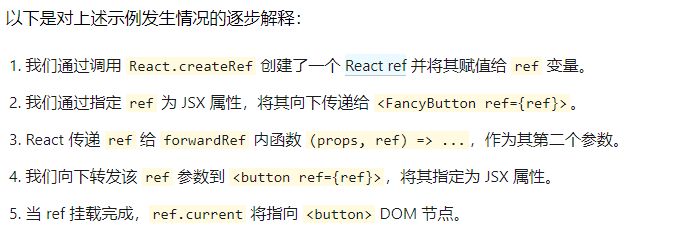 以下是对上述示例发生情况的逐步解释：
1. 我们通过调用 React.createRef 创建了一个 React ref 并将其赋值给 ref 变量。
2. 我们通过指定 ref 为 JSX 属性，将其向下传递给 <FancyButton ref={ref}>。
3. React 传递 ref 给 forwardRef 内函数 (props, ref) => ...，作为其第二个参数。
4. 我们向下转发该 ref 参数到 <button ref={ref}>，将其指定为 JSX 属性。
5. 当 ref 挂载完成，ref.current 将指向 <button> DOM 节点。